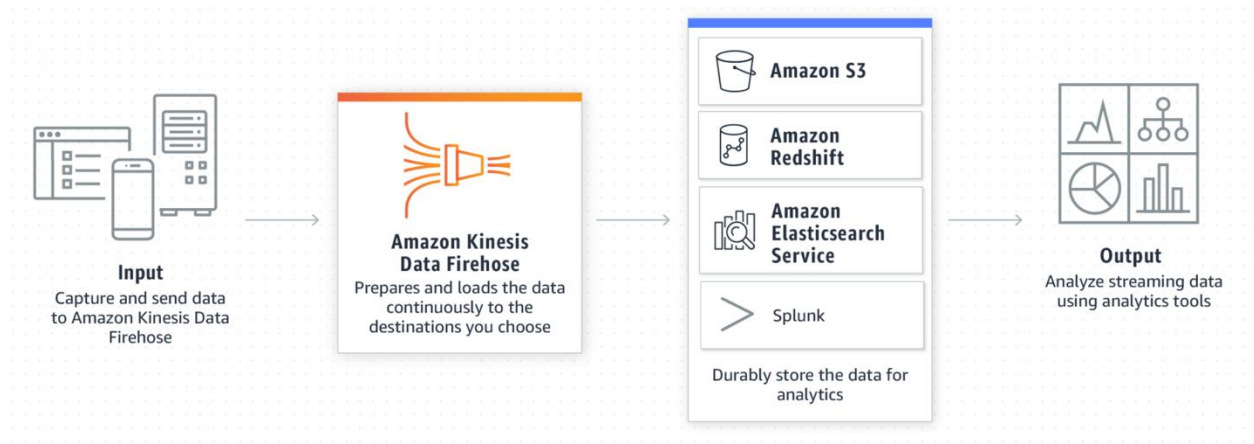 Input
Capture and send data
to Amazon Kinesis Data
Firehose
Amazon Kinesis
Data Firehose
Prepares and loads the data
continuously to the
destinations you choose
Amazon S3
Amazon
Redshift
Amazon
Elasticsearch
Service
Splunk
Durably store the data for
analytics
Output
Analyze streaming data
using analytics tools